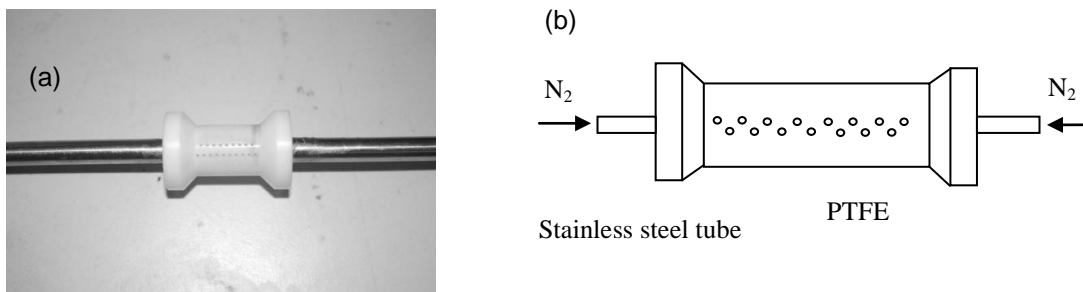 (a)
(b)
N₂
N₂
PTFE
Stainless steel tube